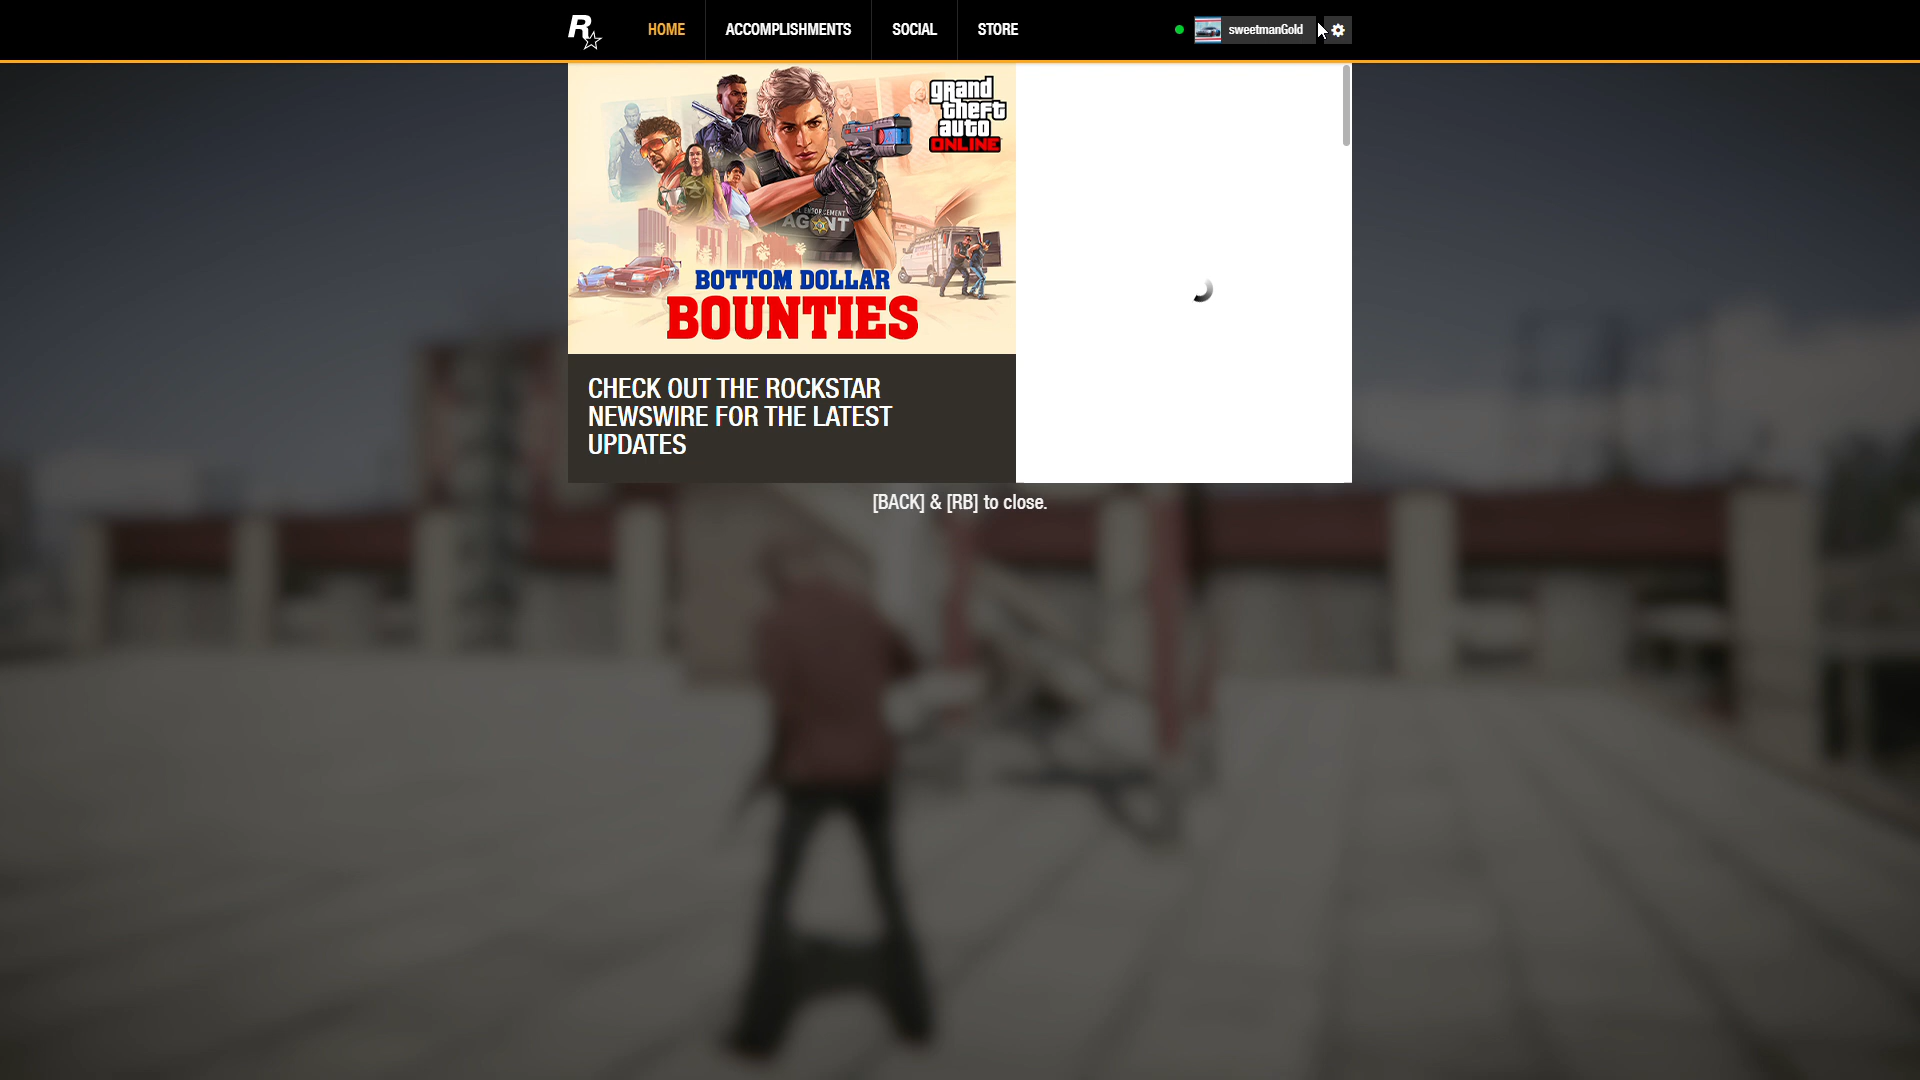 HOME
ACCOMPLISHMENTS
SOCIAL
STORE
sweetmanGold
grand
theft
auto
ONLINE
AGENT
BOTTOM DOLLAR
BOUNTIES
CHECK OUT THE ROCKSTAR
NEWSWIRE FOR THE LATEST
UPDATES
[BACK] & [RB] to close.